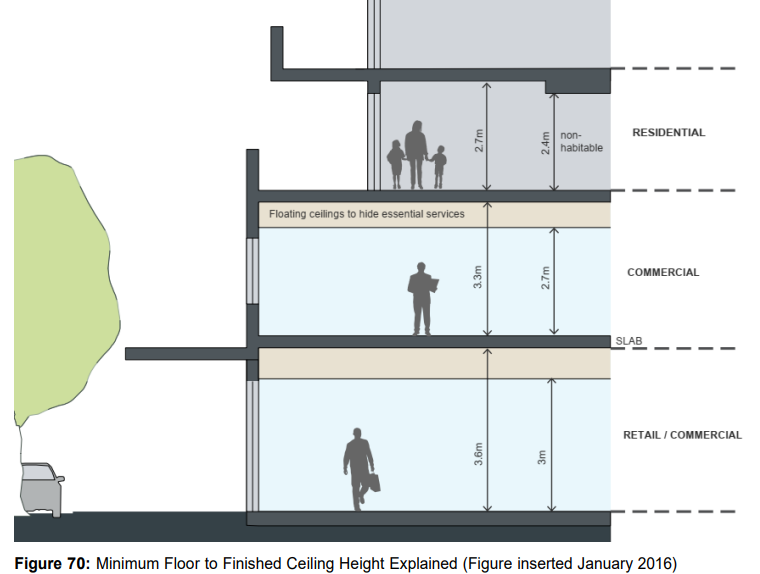 2.7m
2.4m
non-
habitable
RESIDENTIAL
Floating ceilings to hide essential services
3.3m
2.7m
COMMERCIAL
SLAB
3.6m
3m
RETAIL / COMMERCIAL
Figure 70: Minimum Floor to Finished Ceiling Height Explained (Figure inserted January 2016)